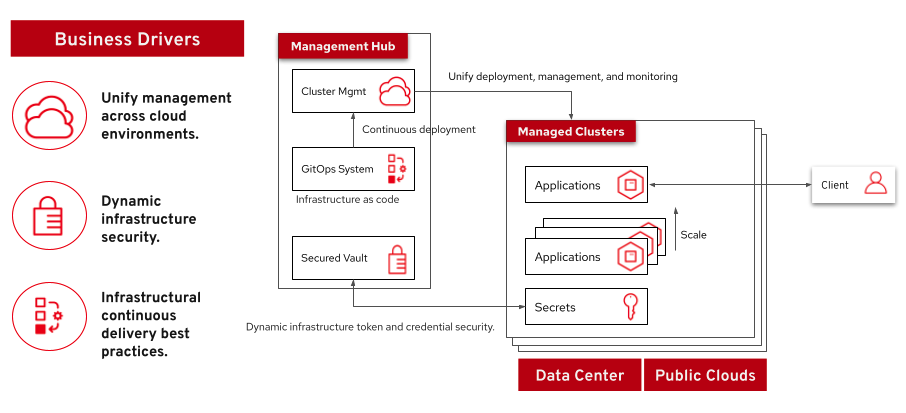 Business Drivers
Unify management
across cloud
environments.
Dynamic
infrastructure
security.
Infrastructural
continuous
delivery best
practices.
Management Hub
Cluster Mgmt
Continuous deployment
GitOps System
Infrastructure as code
Secured Vault
Dynamic infrastructure token and credential security.
Unify deployment, management, and monitoring
Managed Clusters
Applications
Scale
Applications
Secrets
Client
Data Center
Public Clouds